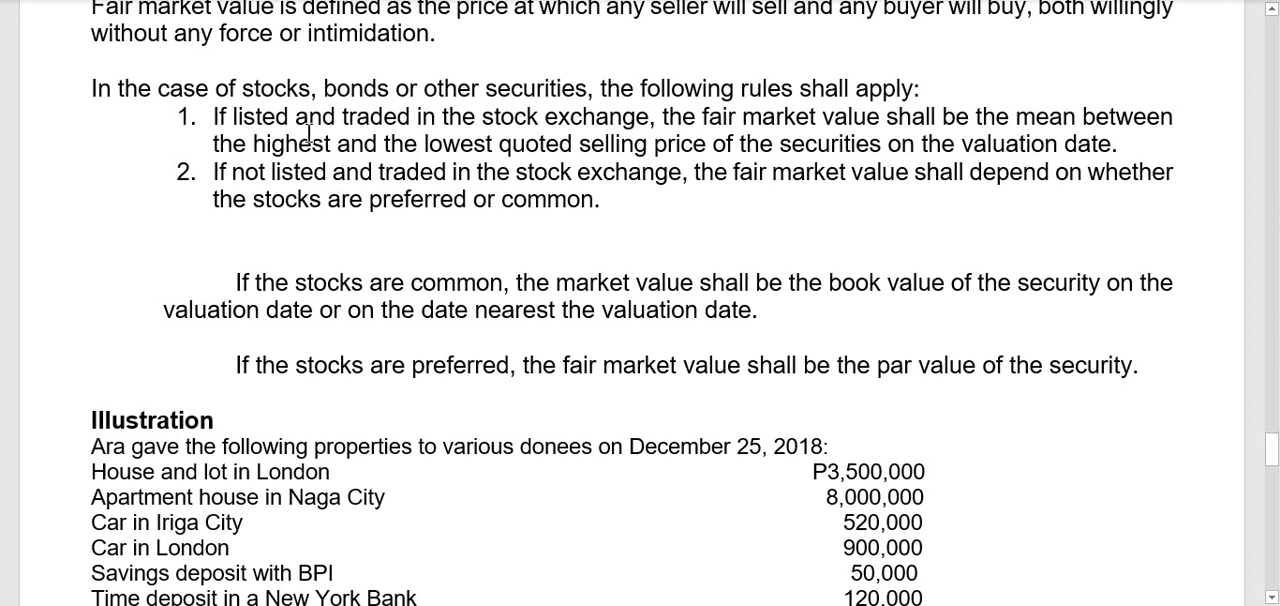 Fair market value is defined as the price at which any seller will sell and any buyer will buy, both willingly
without any force or intimidation.
In the case of stocks, bonds or other securities, the following rules shall apply:
1. If listed and traded in the stock exchange, the fair market value shall be the mean between
the highest and the lowest quoted selling price of the securities on the valuation date.
2. If not listed and traded in the stock exchange, the fair market value shall depend on whether
the stocks are preferred or common.
If the stocks are common, the market value shall be the book value of the security on the
valuation date or on the date nearest the valuation date.
If the stocks are preferred, the fair market value shall be the par value of the security.
Illustration
Ara gave the following properties to various donees on December 25, 2018:
House and lot in London P3,500,000
Apartment house in Naga City 8,000,000
Car in Iriga City 520,000
Car in London 900,000
Savings deposit with BPI 50,000
Time deposit in a New York Bank 120,000